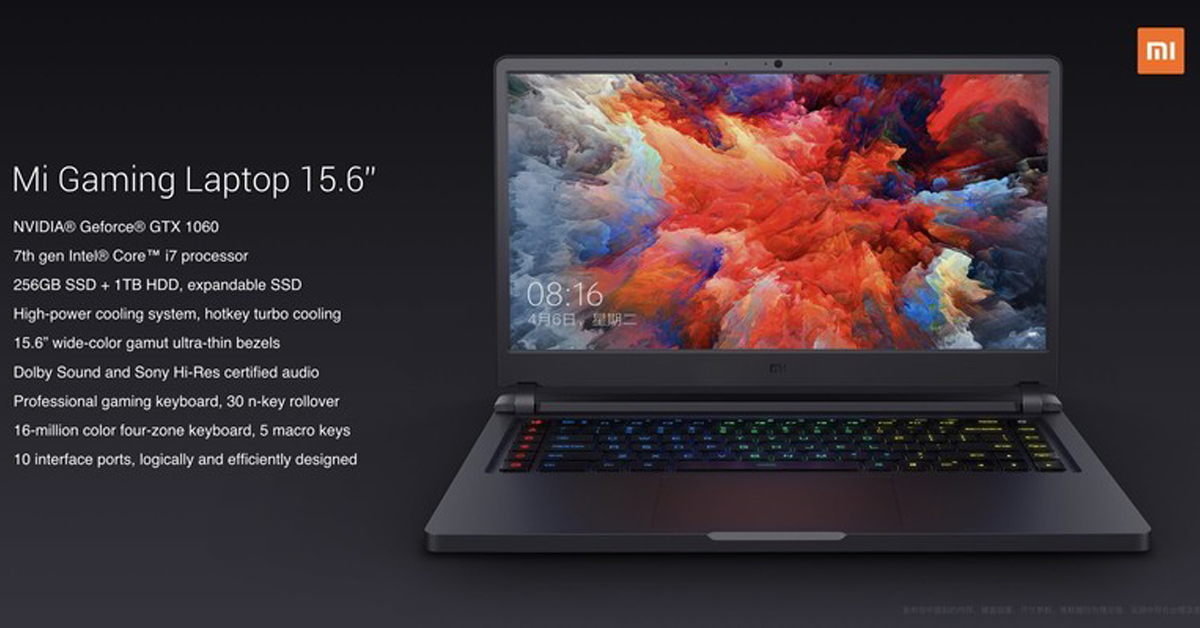 mi
Mi Gaming Laptop 15.6”
NVIDIA® Geforce® GTX 1060
7th gen Intel® Core™ i7 processor
256GB SSD + 1TB HDD, expandable SSD
High-power cooling system, hotkey turbo cooling
15.6” wide-color gamut ultra-thin bezels
Dolby Sound and Sony Hi-Res certified audio
Professional gaming keyboard, 30 n-key rollover
16-million color four-zone keyboard, 5 macro keys
10 interface ports, logically and efficiently designed
08:16
4月6日，星期二
mi